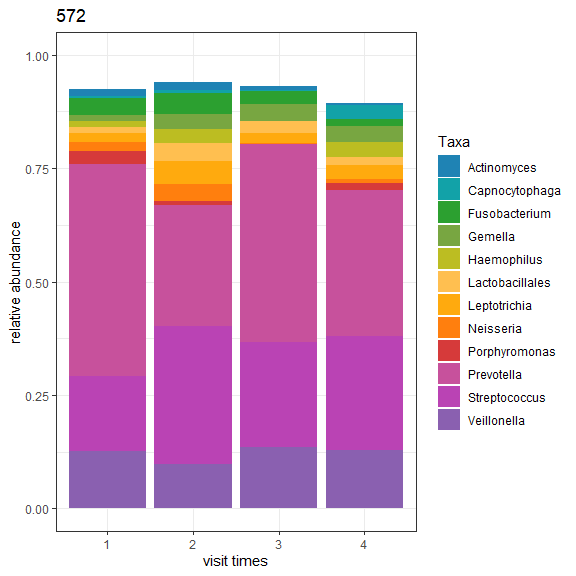 572
1.00
0.75
0.50
0.25
0.00
relative abundance
1
2
3
4
visit times
Taxa
Actinomyces
Capnocytophaga
Fusobacterium
Gemella
Haemophilus
Lactobacillales
Leptotrichia
Neisseria
Porphyromonas
Prevotella
Streptococcus
Veillonella